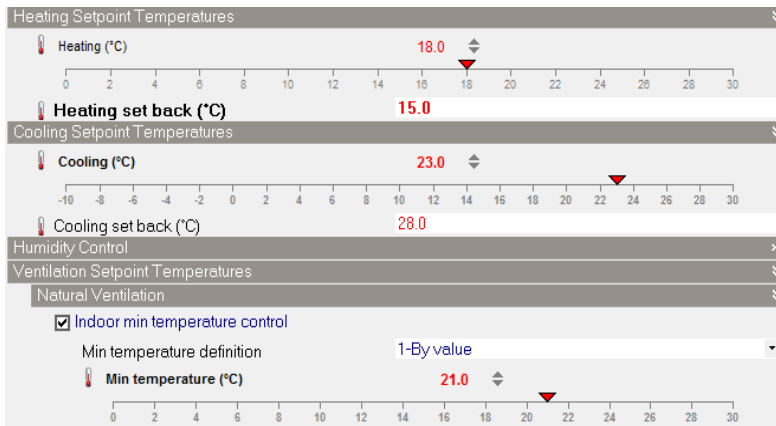 Heating Setpoint Temperatures
Heating (°C) 18.0
0 2 4 6 8 10 12 14 16 18 20 22 24 26 28 30
Heating set back (°C) 15.0
Cooling Setpoint Temperatures
Cooling (°C) 23.0
-10 -8 -6 -4 -2 0 2 4 6 8 10 12 14 16 18 20 22 24 26 28 30
Cooling set back (°C) 28.0
Humidity Control
Ventilation Setpoint Temperatures
Natural Ventilation
Indoor min temperature control
Min temperature definition 1-By value
Min temperature (°C) 21.0
0 2 4 6 8 10 12 14 16 18 20 22 24 26 28 30